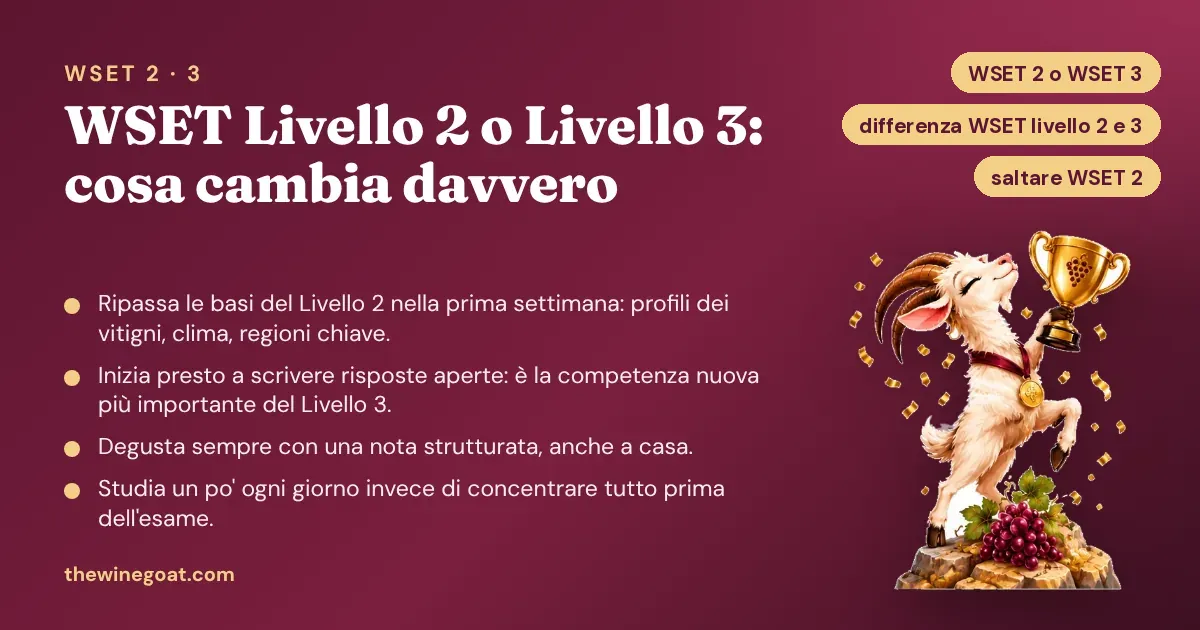 WSET 2 · 3
WSET Livello 2 o Livello 3:
cosa cambia davvero
WSET 2 o WSET 3
differenza WSET livello 2 e 3
saltare WSET 2
Ripassa le basi del Livello 2 nella prima settimana: profili dei
vitigni, clima, regioni chiave.
Inizia presto a scrivere risposte aperte: è la competenza nuova
più importante del Livello 3.
Degusta sempre con una nota strutturata, anche a casa.
Studia un po' ogni giorno invece di concentrare tutto prima
dell'esame.
thewinegoat.com